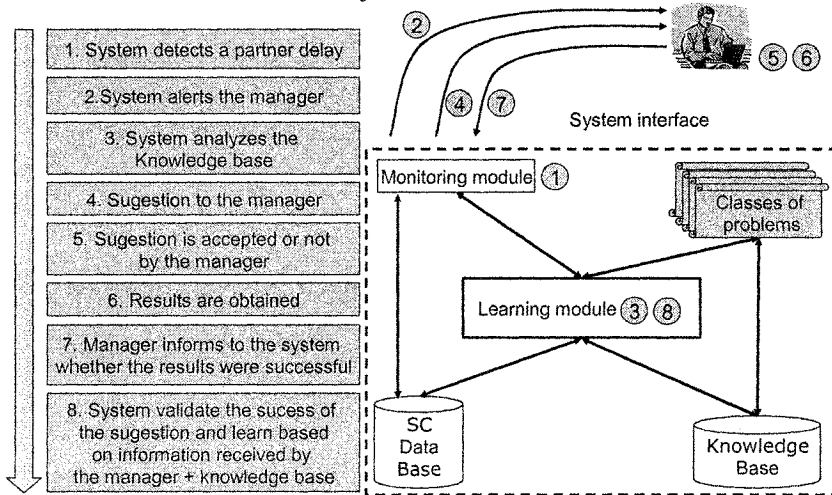 1. System detects a partner delay
2.System alerts the manager
3. System analyzes the
Knowledge base
4. Sugestion to the manager
5. Sugestion is accepted or not
by the manager
6. Results are obtained
7. Manager informs to the system
whether the results were successful
8. System validate the sucess of
the sugestion and learn based
on information received by
the manager + knowledge base
2
4
7
5 6
System interface
Monitoring module 1
Classes of
problems
Learning module 3 8
SC
Data
Base
Knowledge
Base